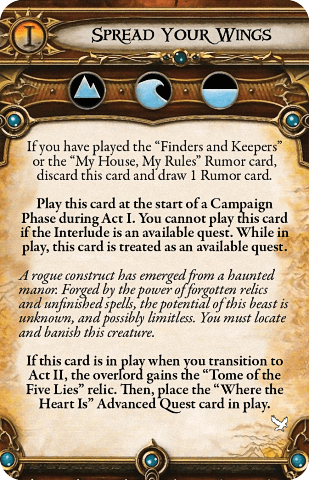 I
Spread Your Wings
If you have played the “Finders and Keepers”
or the “My House, My Rules” Rumor card,
discard this card and draw 1 Rumor card.
Play this card at the start of a Campaign
Phase during Act I. You cannot play this card
if the Interlude is an available quest. While in
play, this card is treated as an available quest.
A rogue construct has emerged from a haunted
manor. Forged by the power of forgotten relics
and unfinished spells, the potential of this beast is
unknown, and possibly limitless. You must locate
and banish this creature.
If this card is in play when you transition to
Act II, the overlord gains the “Tome of the
Five Lies” relic. Then, place the “Where the
Heart Is” Advanced Quest card in play.